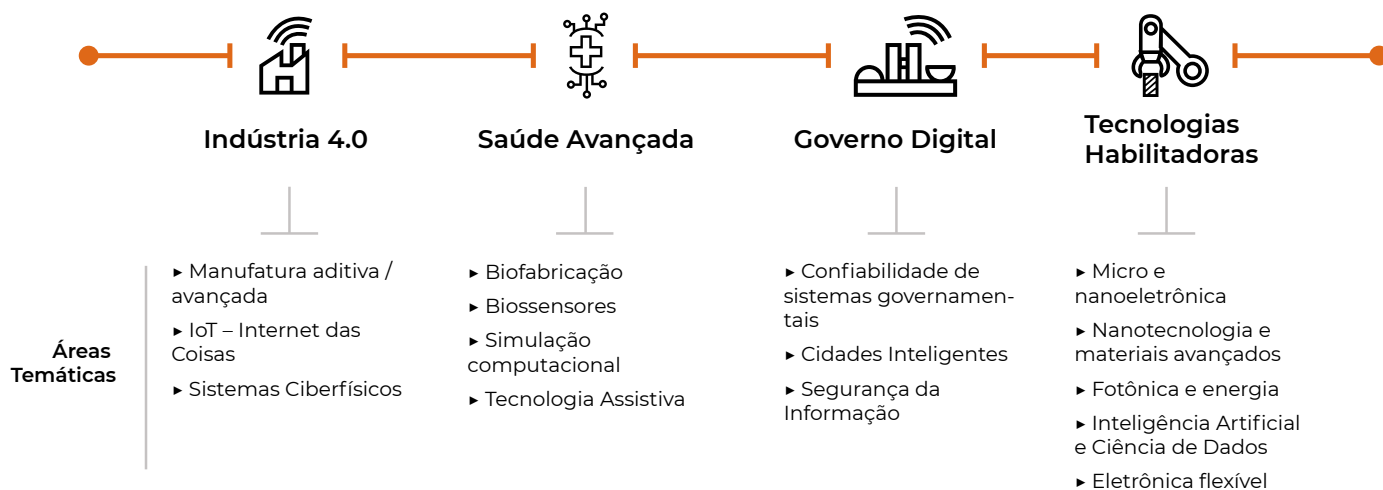 Indústria 4.0
Saúde Avançada
Governo Digital
Tecnologias
Habilitadoras
Áreas
Temáticas
▸ Manufatura aditiva /
avançada
▸ IoT – Internet das
Coisas
▸ Sistemas Ciberfísicos
▸ Biofabricação
▸ Biossensores
▸ Simulação
computacional
▸ Tecnologia Assistiva
▸ Confiabilidade de
sistemas governamen-
tais
▸ Cidades Inteligentes
▸ Segurança da
Informação
▸ Micro e
nanoeletrônica
▸ Nanotecnologia e
materiais avançados
▸ Fotônica e energia
▸ Inteligência Artificial
e Ciência de Dados
▸ Eletrônica flexível